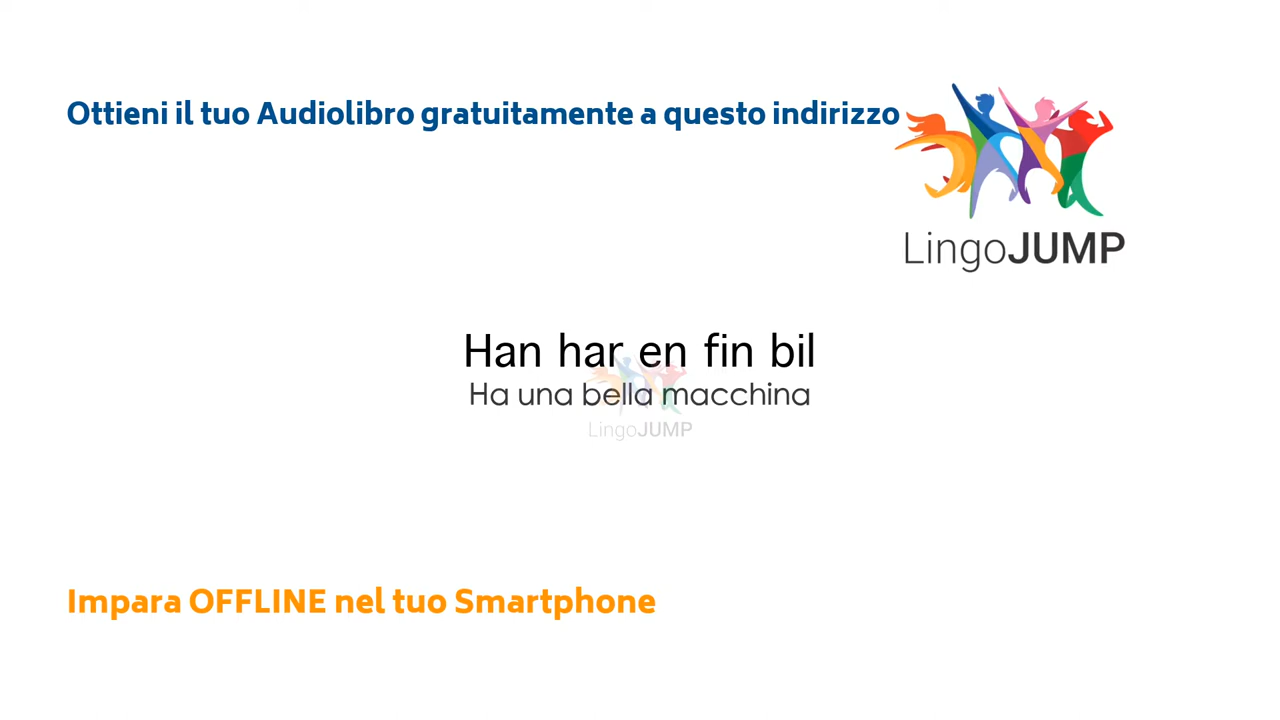 Ottieni il tuo Audiolibro gratuitamente a questo indirizzo
LingoJUMP
Han har en fin bil
Ha una bella macchina
LingoJUMP
Impara OFFLINE nel tuo Smartphone